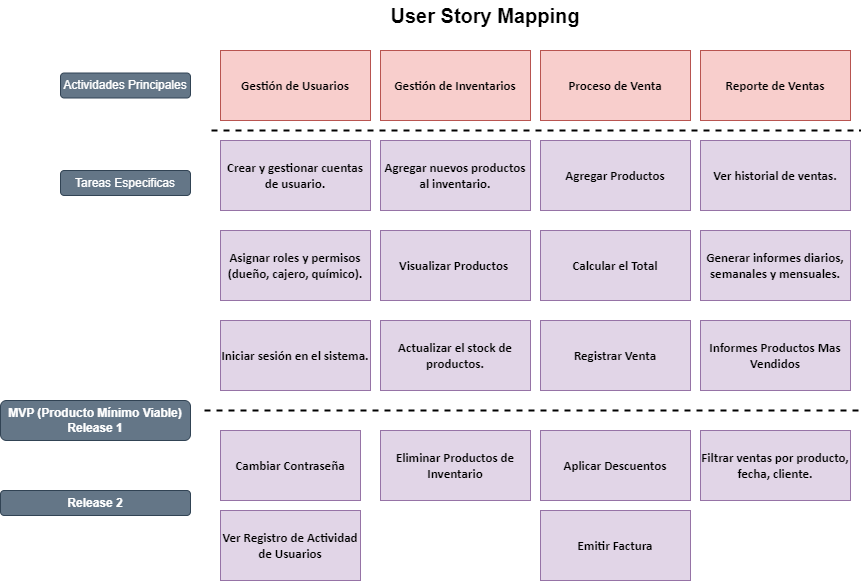 User Story Mapping
Actividades Principales
Gestión de Usuarios
Gestión de Inventarios
Proceso de Venta
Reporte de Ventas
Tareas Especificas
Crear y gestionar cuentas
de usuario.
Agregar nuevos productos
al inventario.
Agregar Productos
Ver historial de ventas.
Asignar roles y permisos
(dueño, cajero, químico).
Visualizar Productos
Calcular el Total
Generar informes diarios,
semanales y mensuales.
Iniciar sesión en el sistema.
Actualizar el stock de
productos.
Registrar Venta
Informes Productos Mas
Vendidos
MVP (Producto Mínimo Viable)
Release 1
Cambiar Contraseña
Eliminar Productos de
Inventario
Aplicar Descuentos
Filtrar ventas por producto,
fecha, cliente.
Release 2
Ver Registro de Actividad
de Usuarios
Emitir Factura